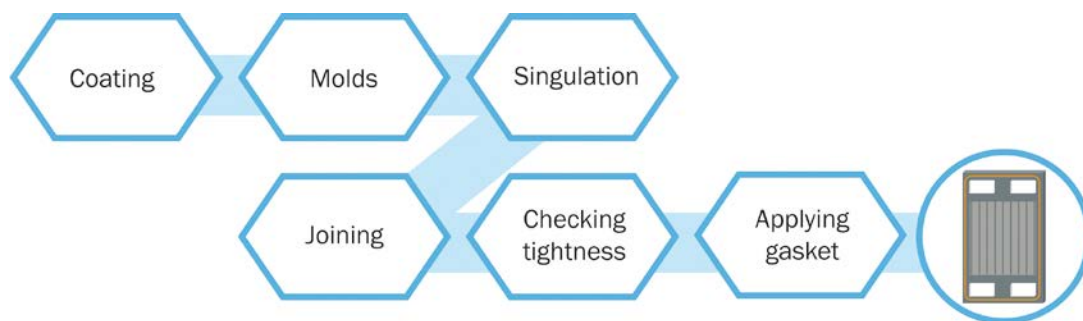 Coating
Molds
Singulation
Joining
Checking
tightness
Applying
gasket